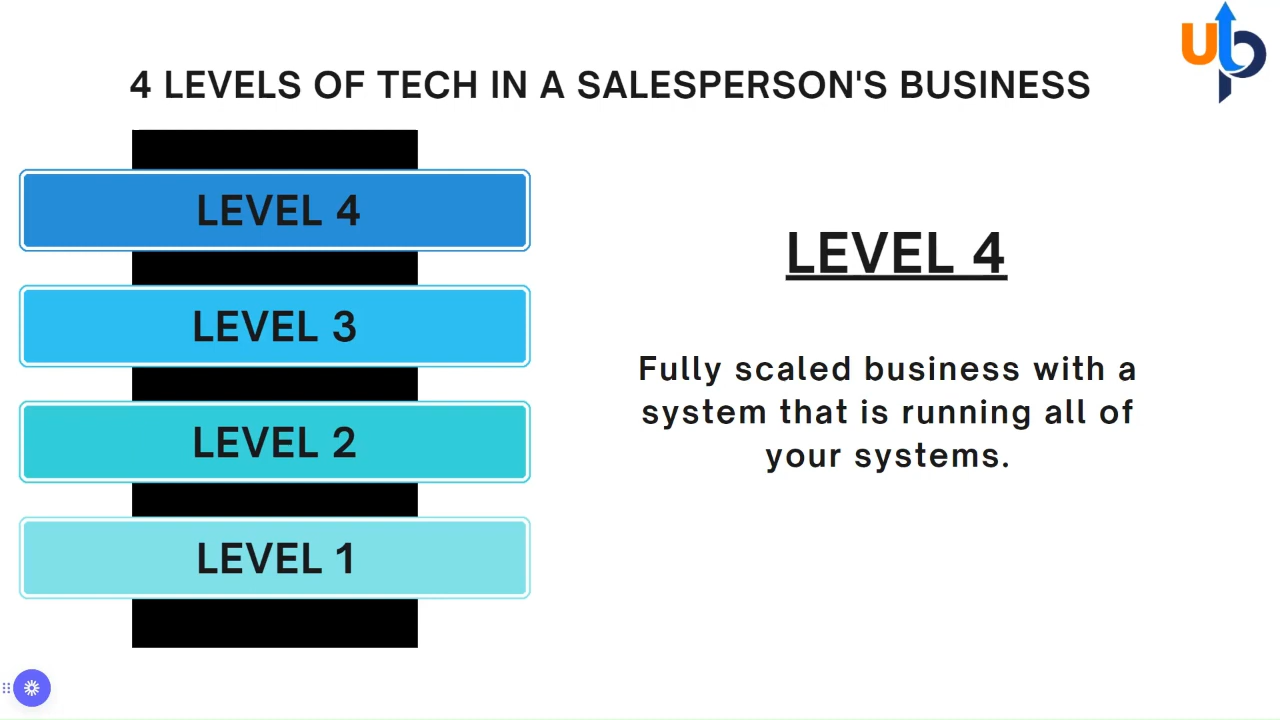 4 LEVELS OF TECH IN A SALESPERSON'S BUSINESS
up
LEVEL 4
LEVEL 3
LEVEL 2
LEVEL 1
LEVEL 4
Fully scaled business with a
system that is running all of
your systems.